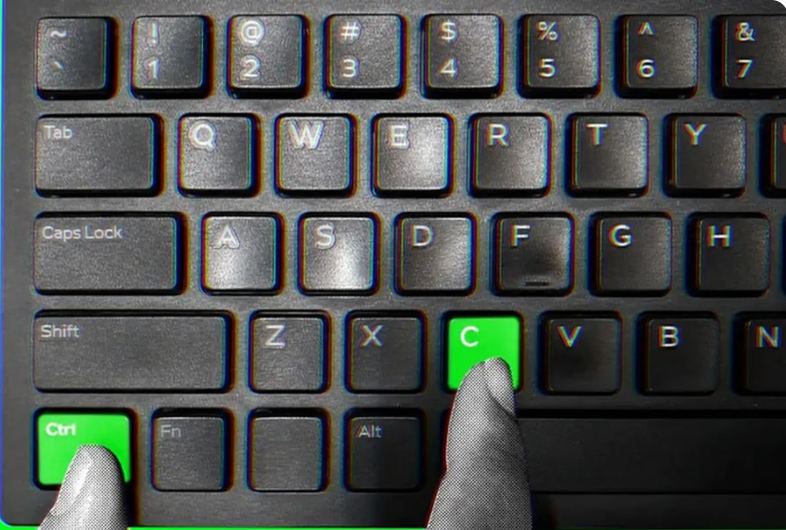 ~ ! @ # $ % ^ &
` 1 2 3 4 5 6 7
Tab Q W E R T Y
Caps Lock A S D F G H
Shift Z X C V B N
Ctrl Fn Alt